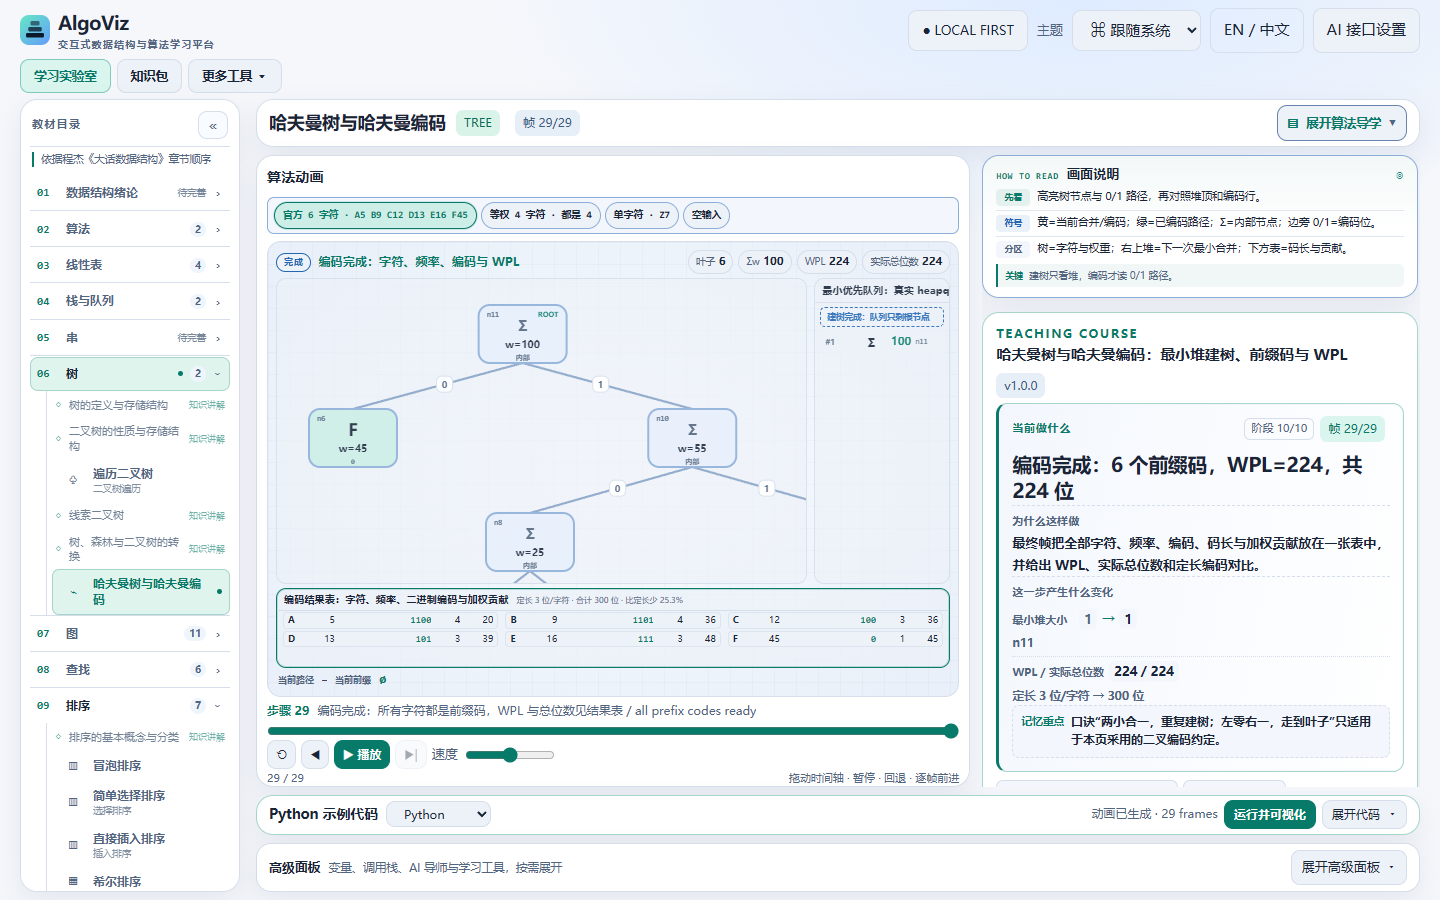 AlgoViz
交互式数据结构与算法学习平台
● LOCAL FIRST
主题
⌘ 跟随系统
EN / 中文
AI 接口设置
学习实验室
知识包
更多工具
教材目录
«
依据程杰《大话数据结构》章节顺序
01 数据结构绪论 待完善 ›
02 算法 2 ›
03 线性表 4 ›
04 栈与队列 2 ›
05 串 待完善 ›
06 树 2
树的定义与存储结构 知识讲解
二叉树的性质与存储结构 知识讲解
遍历二叉树
二叉树遍历
线索二叉树 知识讲解
树、森林与二叉树的转换 知识讲解
哈夫曼树与哈夫曼编码
07 图 11 ›
08 查找 6 ›
09 排序 7
排序的基本概念与分类 知识讲解
冒泡排序
简单选择排序
选择排序
直接插入排序
插入排序
希尔排序
哈夫曼树与哈夫曼编码
TREE
帧 29/29
展开算法导学
算法动画
官方 6 字符 · A5 B9 C12 D13 E16 F45
等权 4 字符 · 都是 4
单字符 · Z7
空输入
完成
编码完成：字符、频率、编码与 WPL
叶子 6
Σw 100
WPL 224
实际总位数 224
n11 ROOT
Σ
w=100
内部
0
1
n6
F
w=45
0
n10
Σ
w=55
内部
0
1
n8
Σ
w=25
内部
最小优先队列：真实 heapq
建树完成：队列只剩根节点
#1 Σ 100 n11
编码结果表：字符、频率、二进制编码与加权贡献 定长 3 位/字符 · 合计 300 位 · 比定长少 25.3%
A 5 1100 4 20 B 9 1101 4 36 C 12 100 3 36
D 13 101 3 39 E 16 111 3 48 F 45 0 1 45
当前路径 – 当前前缀 Ø
步骤 29 编码完成：所有字符都是前缀码，WPL 与总位数见结果表 / all prefix codes ready
▶ 播放
速度
29 / 29
拖动时间轴 · 暂停 · 回退 · 逐帧前进
HOW TO READ 画面说明
先看 高亮树节点与 0/1 路径，再对照堆顶和编码行。
符号 黄=当前合并/编码；绿=已编码路径；Σ=内部节点；边旁 0/1=编码位。
分区 树=字符与权重；右上堆=下一次最小合并；下方表=码长与贡献。
关键 建树只看堆，编码才读 0/1 路径。
TEACHING COURSE
哈夫曼树与哈夫曼编码：最小堆建树、前缀码与 WPL
v1.0.0
当前做什么
阶段 10/10
帧 29/29
编码完成：6 个前缀码，WPL=224，共
224 位
为什么这样做
最终帧把全部字符、频率、编码、码长与加权贡献放在一张表中，
并给出 WPL、实际总位数和定长编码对比。
这一步产生什么变化
最小堆大小 1 → 1
n11
WPL / 实际总位数 224 / 224
定长 3 位/字符 → 300 位
记忆重点 口诀“两小合一，重复建树；左零右一，走到叶子”只适用
于本页采用的二叉编码约定。
Python 示例代码
Python
动画已生成 · 29 frames
运行并可视化
展开代码
高级面板 变量、调用栈、AI 导师与学习工具，按需展开
展开高级面板